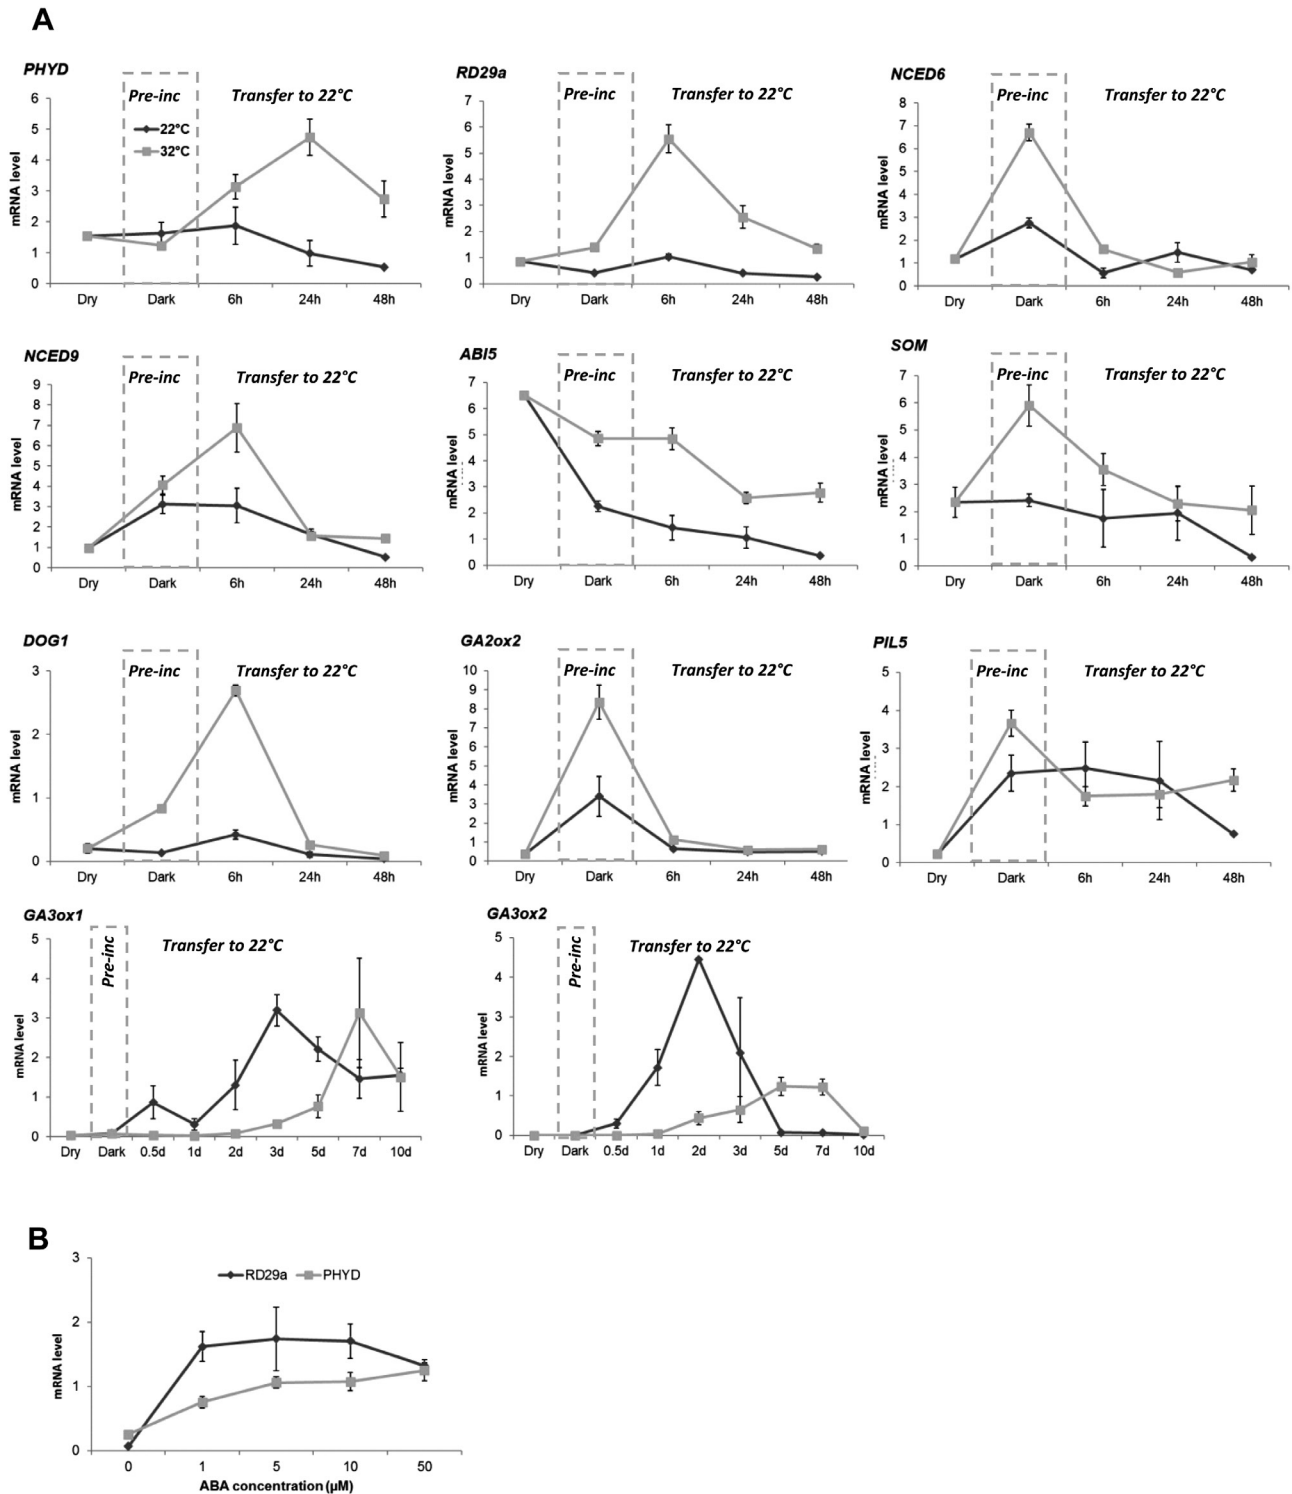 A
PHYD
Pre-inc Transfer to 22°C
22°C
32°C
mRNA level
6
5
4
3
2
1
0
Dry Dark 6h 24h 48h
RD29a
Pre-inc Transfer to 22°C
mRNA level
7
6
5
4
3
2
1
0
Dry Dark 6h 24h 48h
NCED6
Pre-inc Transfer to 22°C
mRNA level
8
7
6
5
4
3
2
1
0
Dry Dark 6h 24h 48h
NCED9
Pre-inc Transfer to 22°C
mRNA level
9
8
7
6
5
4
3
2
1
0
Dry Dark 6h 24h 48h
ABI5
Pre-inc Transfer to 22°C
mRNA level
7
6
5
4
3
2
1
0
Dry Dark 6h 24h 48h
SOM
Pre-inc Transfer to 22°C
mRNA level
7
6
5
4
3
2
1
0
Dry Dark 6h 24h 48h
DOG1
Pre-inc Transfer to 22°C
mRNA level
3
2
1
0
Dry Dark 6h 24h 48h
GA2ox2
Pre-inc Transfer to 22°C
mRNA level
10
9
8
7
6
5
4
3
2
1
0
Dry Dark 6h 24h 48h
PIL5
Pre-inc Transfer to 22°C
mRNA level
5
4
3
2
1
0
Dry Dark 6h 24h 48h
GA3ox1
Pre-inc Transfer to 22°C
mRNA level
5
4
3
2
1
0
Dry Dark 0.5d 1d 2d 3d 5d 7d 10d
GA3ox2
Pre-inc Transfer to 22°C
mRNA level
5
4
3
2
1
0
Dry Dark 0.5d 1d 2d 3d 5d 7d 10d
B
RD29a PHYD
mRNA level
3
2
1
0
0 1 5 10 50
ABA concentration (µM)